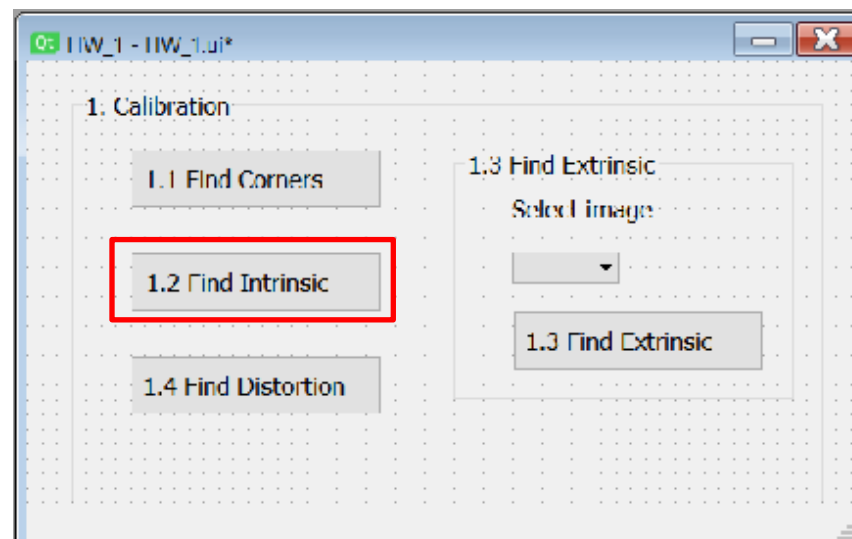 Qt HW_1 - HW_1.ui*
1. Calibration
1.1 Find Corners
1.2 Find Intrinsic
1.4 Find Distortion
1.3 Find Extrinsic
Select image
1.3 Find Extrinsic